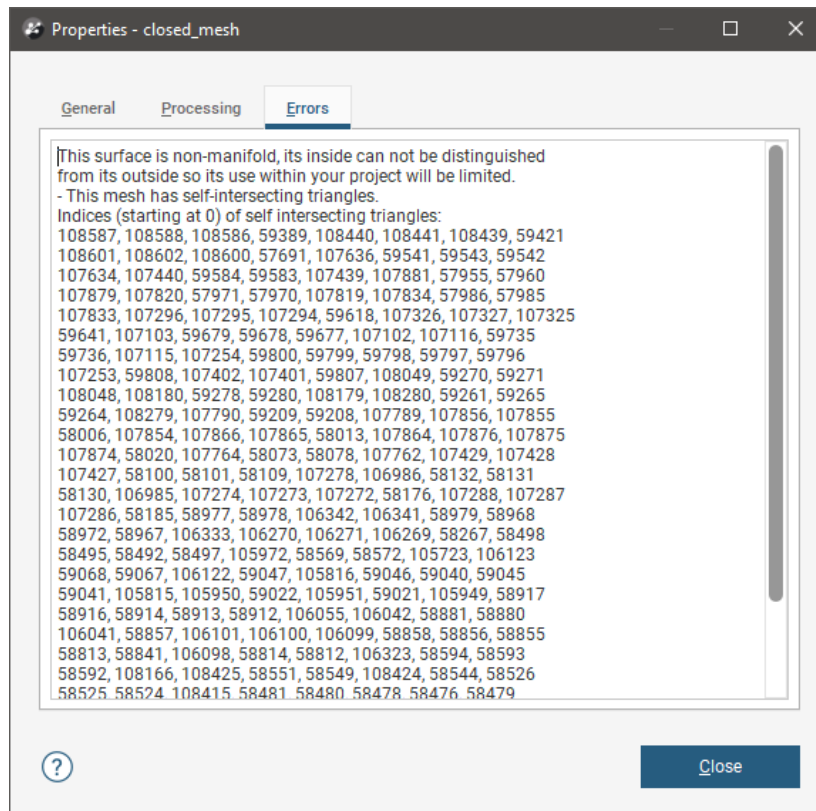 Properties - closed_mesh
General Processing Errors
This surface is non-manifold, its inside can not be distinguished
from its outside so its use within your project will be limited.
- This mesh has self-intersecting triangles.
Indices (starting at 0) of self intersecting triangles:
108587, 108588, 108586, 59389, 108440, 108441, 108439, 59421
108601, 108602, 108600, 57691, 107636, 59541, 59543, 59542
107634, 107440, 59584, 59583, 107439, 107881, 57955, 57960
107879, 107820, 57971, 57970, 107819, 107834, 57986, 57985
107833, 107296, 107295, 107294, 59618, 107326, 107327, 107325
59641, 107103, 59679, 59678, 59677, 107102, 107116, 59735
59736, 107115, 107254, 59800, 59799, 59798, 59797, 59796
107253, 59808, 107402, 107401, 59807, 108049, 59270, 59271
108048, 108180, 59278, 59280, 108179, 108280, 59261, 59265
59264, 108279, 107790, 59209, 59208, 107789, 107856, 107855
58006, 107854, 107866, 107865, 58013, 107864, 107876, 107875
107874, 58020, 107764, 58073, 58078, 107762, 107429, 107428
107427, 58100, 58101, 58109, 107278, 106986, 58132, 58131
58130, 106985, 107274, 107273, 107272, 58176, 107288, 107287
107286, 58185, 58977, 58978, 106342, 106341, 58979, 58968
58972, 58967, 106333, 106270, 106271, 106269, 58267, 58498
58495, 58492, 58497, 105972, 58569, 58572, 105723, 106123
59068, 59067, 106122, 59047, 105816, 59046, 59040, 59045
59041, 105815, 105950, 59022, 105951, 59021, 105949, 58917
58916, 58914, 58913, 58912, 106055, 106042, 58881, 58880
106041, 58857, 106101, 106100, 106099, 58858, 58856, 58855
58813, 58841, 106098, 58814, 58812, 106323, 58594, 58593
58592, 108166, 108425, 58551, 58549, 108424, 58544, 58526
58525, 58524, 108415, 58481, 58480, 58478, 58476, 58479
?
Close